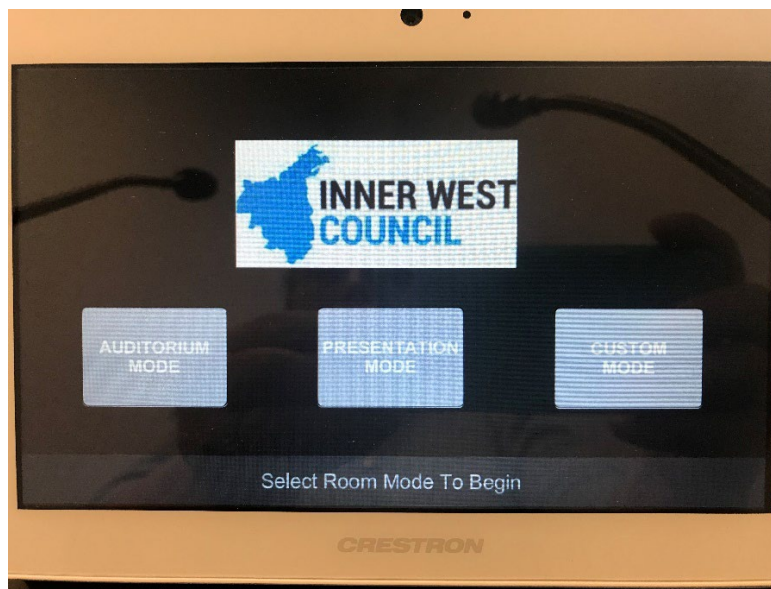 INNER WEST
COUNCIL
AUDITORIUM
MODE
PRESENTATION
MODE
CUSTOM
MODE
Select Room Mode To Begin
CRESTRON